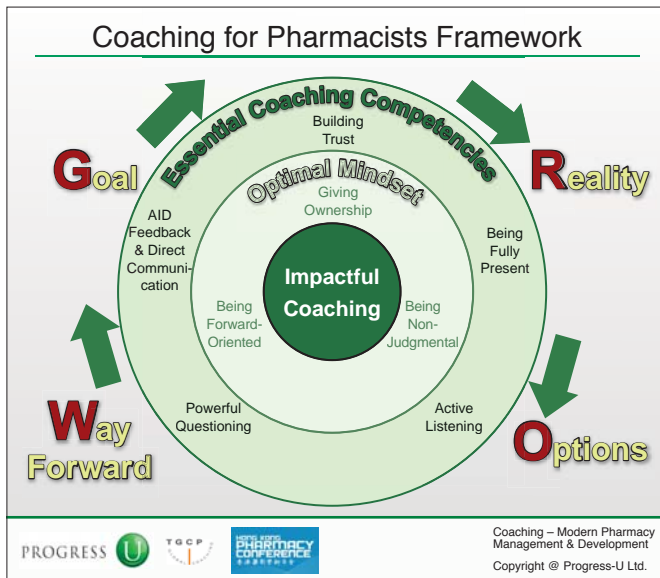 Coaching for Pharmacists Framework
Essential Coaching Competencies
Building
Trust
Optimal Mindset
Giving
Ownership
Goal
Reality
AID
Feedback
& Direct
Communi-
cation
Being
Fully
Present
Impactful
Coaching
Being
Forward-
Oriented
Being
Non-
Judgmental
Powerful
Questioning
Active
Listening
Way
Forward
Options
PROGRESS U
TGCP
HONG KONG
PHARMACY
CONFERENCE
Coaching – Modern Pharmacy
Management & Development
Copyright @ Progress-U Ltd.